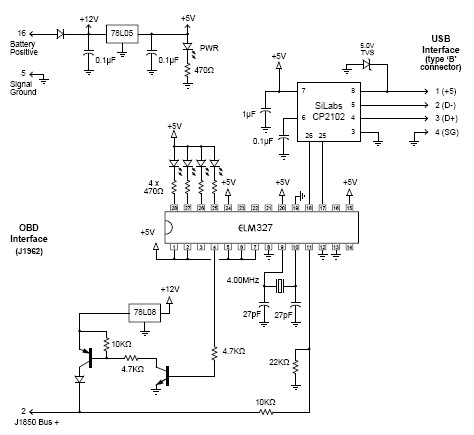 16
Battery
Positive
+12V
78L05
+5V
0.1µF
0.1µF
PWR
470Ω
5
Signal
Ground
5.0V
TVS
USB
Interface
(type 'B'
connector)
+5V
7
SiLabs
CP2102
8
5
4
3
6
26 25
1 (+5)
2 (D-)
3 (D+)
4 (SG)
1µF
0.1µF
+5V
4 x
470Ω
+5V
+5V
+5V
28 27 26 25 24 23 22 21 20 19 18 17 16 15
ELM327
1 2 3 4 5 6 7 8 9 10 11 12 13 14
+5V
OBD
Interface
(J1962)
4.00MHz
27pF
27pF
+12V
78L08
10KΩ
4.7KΩ
4.7KΩ
22KΩ
10KΩ
2
J1850 Bus +